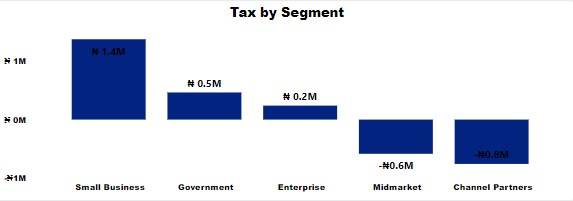 Tax by Segment
₦ 1M
₦ 0M
-₦1M
₦ 1.4M
₦ 0.5M
₦ 0.2M
-₦0.6M
-₦0.8M
Small Business
Government
Enterprise
Midmarket
Channel Partners